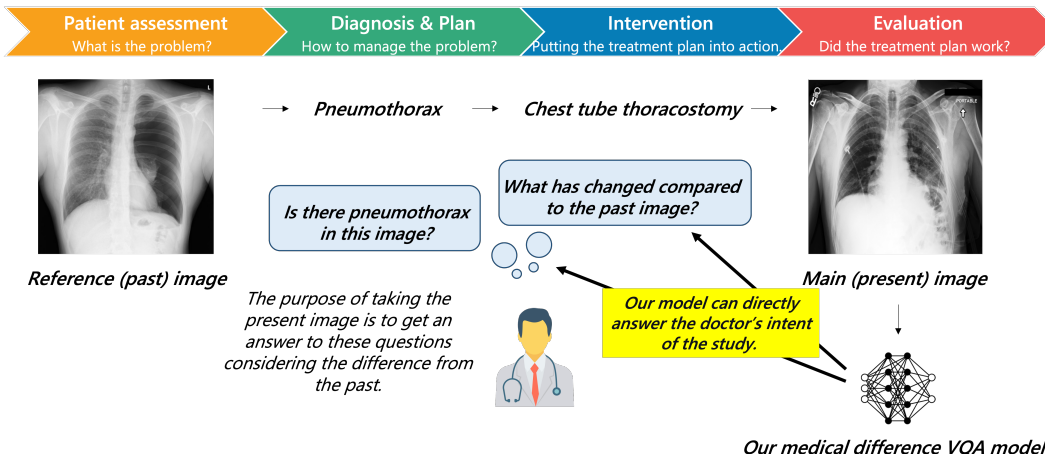 Patient assessment
What is the problem?
Diagnosis & Plan
How to manage the problem?
Intervention
Putting the treatment plan into action
Evaluation
Did the treatment plan work?
L
Pneumothorax
Chest tube thoracostomy
PORTABLE
Is there pneumothorax
in this image?
What has changed compared
to the past image?
Reference (past) image
Main (present) image
The purpose of taking the
present image is to get an
answer to these questions
considering the difference from
the past.
Our model can directly
answer the doctor's intent
of the study.
Our medical difference VQA model